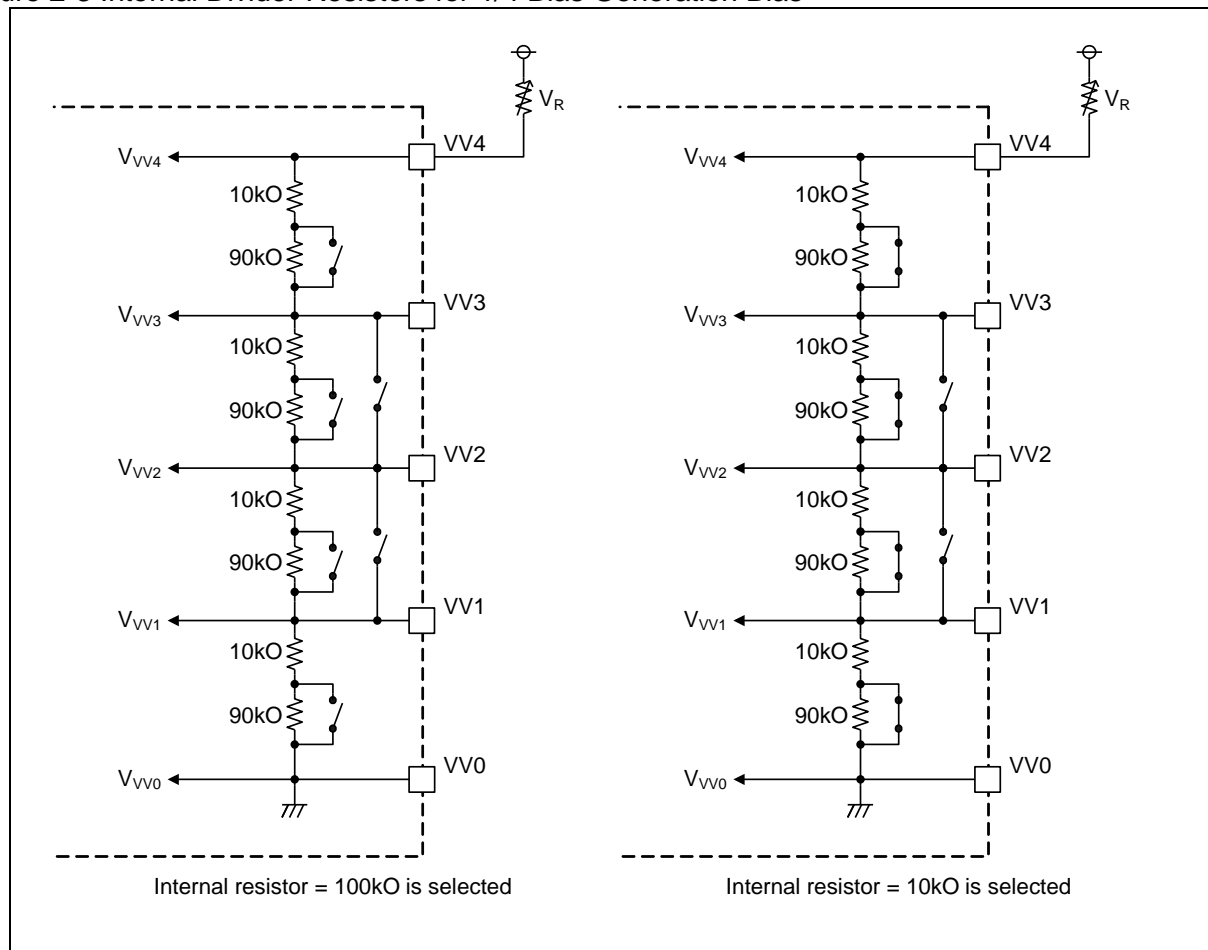 ure 2-8 Internal Divider Resistors for 1/4 Bias Generation Bias
VR
VV4
VVV4
10kO
90kO
VV3
VVV3
10kO
90kO
VV2
VVV2
10kO
90kO
VV1
VVV1
10kO
90kO
VV0
VVV0
Internal resistor = 100kO is selected
VR
VV4
VVV4
10kO
90kO
VV3
VVV3
10kO
90kO
VV2
VVV2
10kO
90kO
VV1
VVV1
10kO
90kO
VV0
VVV0
Internal resistor = 10kO is selected